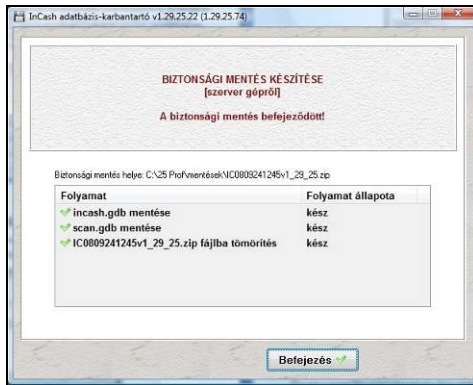 InCash adatbázis-karbantartó v1.29.25.22 (1.29.25.74)
BIZTONSÁGI MENTÉS KÉSZÍTÉSE
[szerver gépről]
A biztonsági mentés befejeződött!
Biztonsági mentés helye: C:\25 Prof\mentések\IC0809241245v1_29_25.zip
Folyamat Folyamat állapota
incash.gdb mentése kész
scan.gdb mentése kész
IC0809241245v1_29_25.zip fájlba tömörítés kész
Befejezés